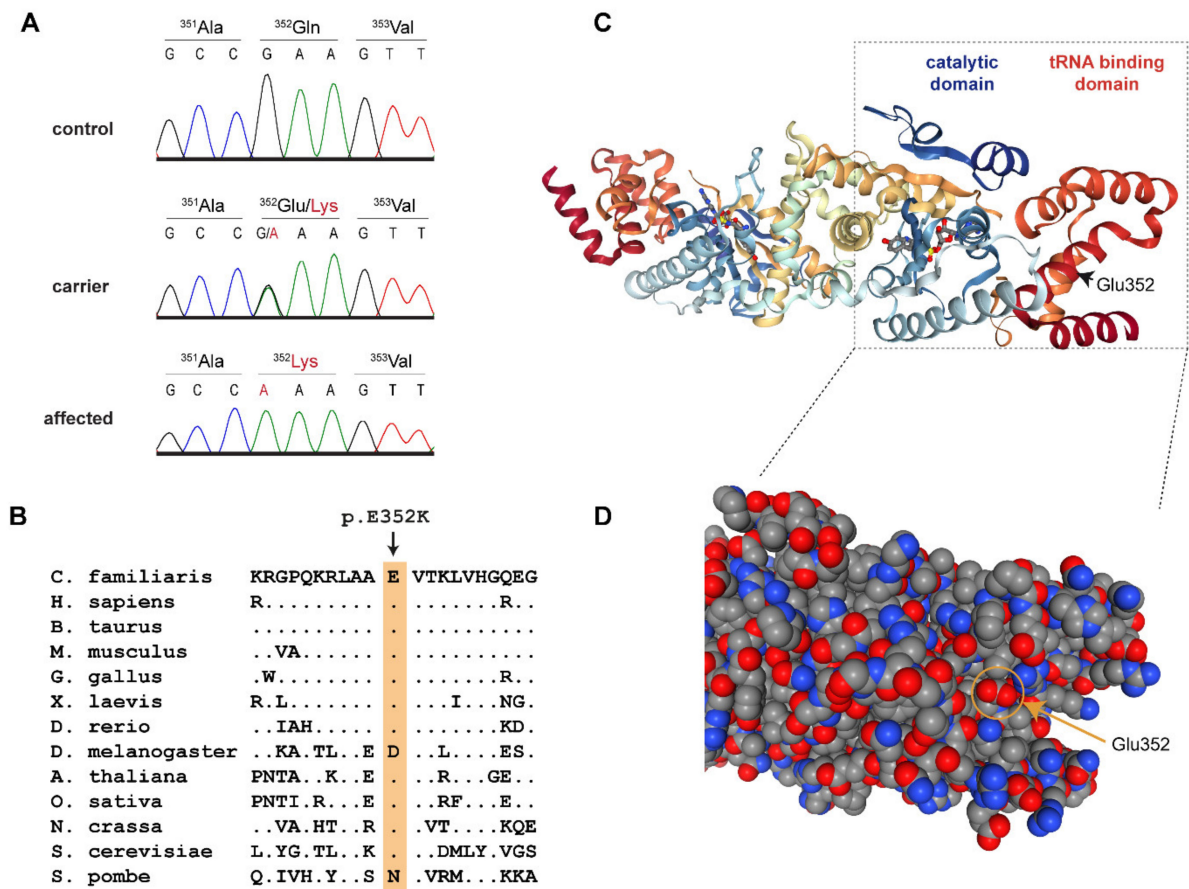 A
351Ala 352Gln 353Val
G C C G A A G T T
control
351Ala 352Glu/Lys 353Val
G C C G/A A A G T T
carrier
351Ala 352Lys 353Val
G C C A A A G T T
affected
B
p.E352K
C. familiaris KRGPQKRLAA E VTKLVHGQEG
H. sapiens R......... . .......R..
B. taurus .......... . ..........
M. musculus ..VA...... . ..........
G. gallus .W........ . .......R..
X. laevis R.L....... . ....I..NG.
D. rerio ..IAH..... . .......KD.
D. melanogaster ..KA.TL..E D ...L...ES.
A. thaliana PNTA..K..E . ...R...GE..
O. sativa PNTI.R...E . ...RF...E..
N. crassa ..VA.HT..R . .VT....KQE
S. cerevisiae L.YG.TL..K . ..DMLY.VGS
S. pombe Q.IVH.Y..S N .VRM...KKA
C
catalytic domain
tRNA binding domain
Glu352
D
Glu352